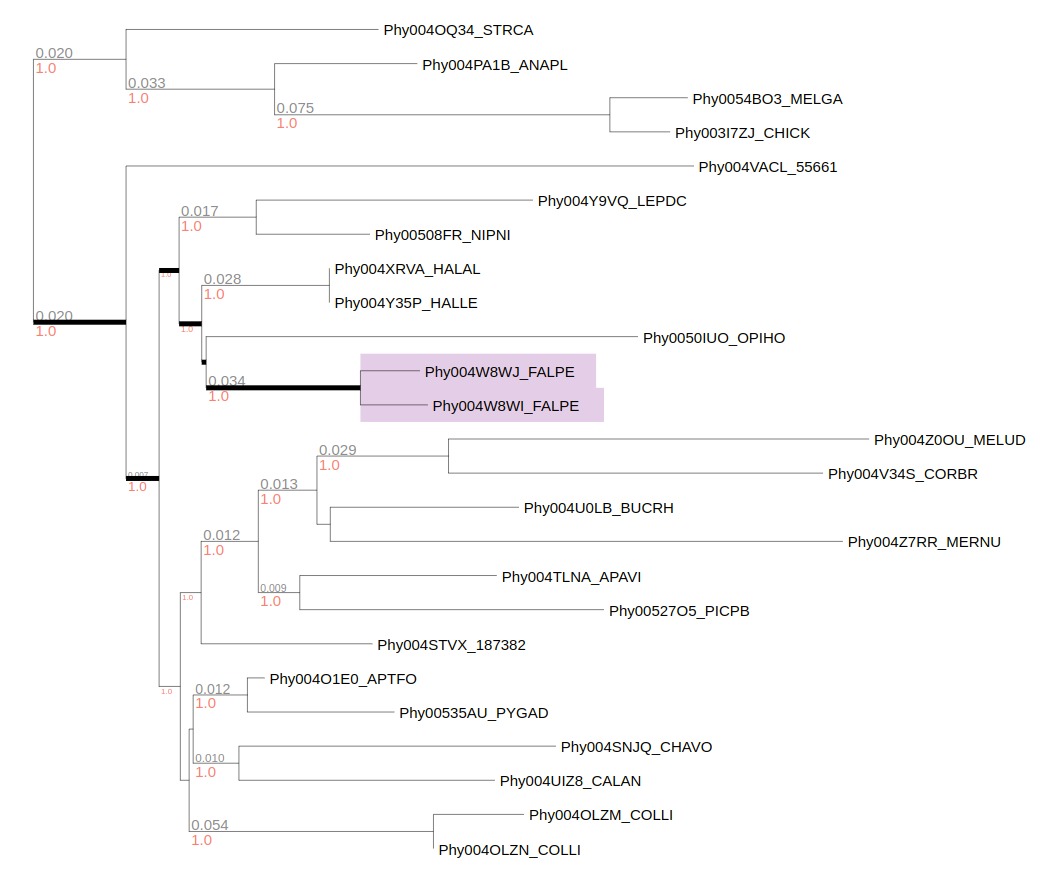 Phy004OQ34_STRCA
0.020
1.0
Phy004PA1B_ANAPL
0.033
1.0
Phy0054BO3_MELGA
0.075
1.0
Phy003I7ZJ_CHICK
Phy004VACL_55661
Phy004Y9VQ_LEPDC
0.017
1.0
Phy00508FR_NIPNI
Phy004XRVA_HALAL
1.0
0.028
1.0
Phy004Y35P_HALLE
0.020
1.0
1.0
Phy0050IUO_OPIHO
Phy004W8WJ_FALPE
0.034
1.0
Phy004W8WI_FALPE
Phy004Z0OU_MELUD
0.029
1.0
Phy004V34S_CORBR
0.007
1.0
0.013
1.0
Phy004U0LB_BUCRH
0.012
1.0
Phy004Z7RR_MERNU
Phy004TLNA_APAVI
0.009
1.0
1.0
Phy00527O5_PICPB
Phy004STVX_187382
Phy004O1E0_APTFO
1.0
0.012
1.0
Phy00535AU_PYGAD
Phy004SNJQ_CHAVO
0.010
1.0
Phy004UIZ8_CALAN
Phy004OLZM_COLLI
0.054
1.0
Phy004OLZN_COLLI